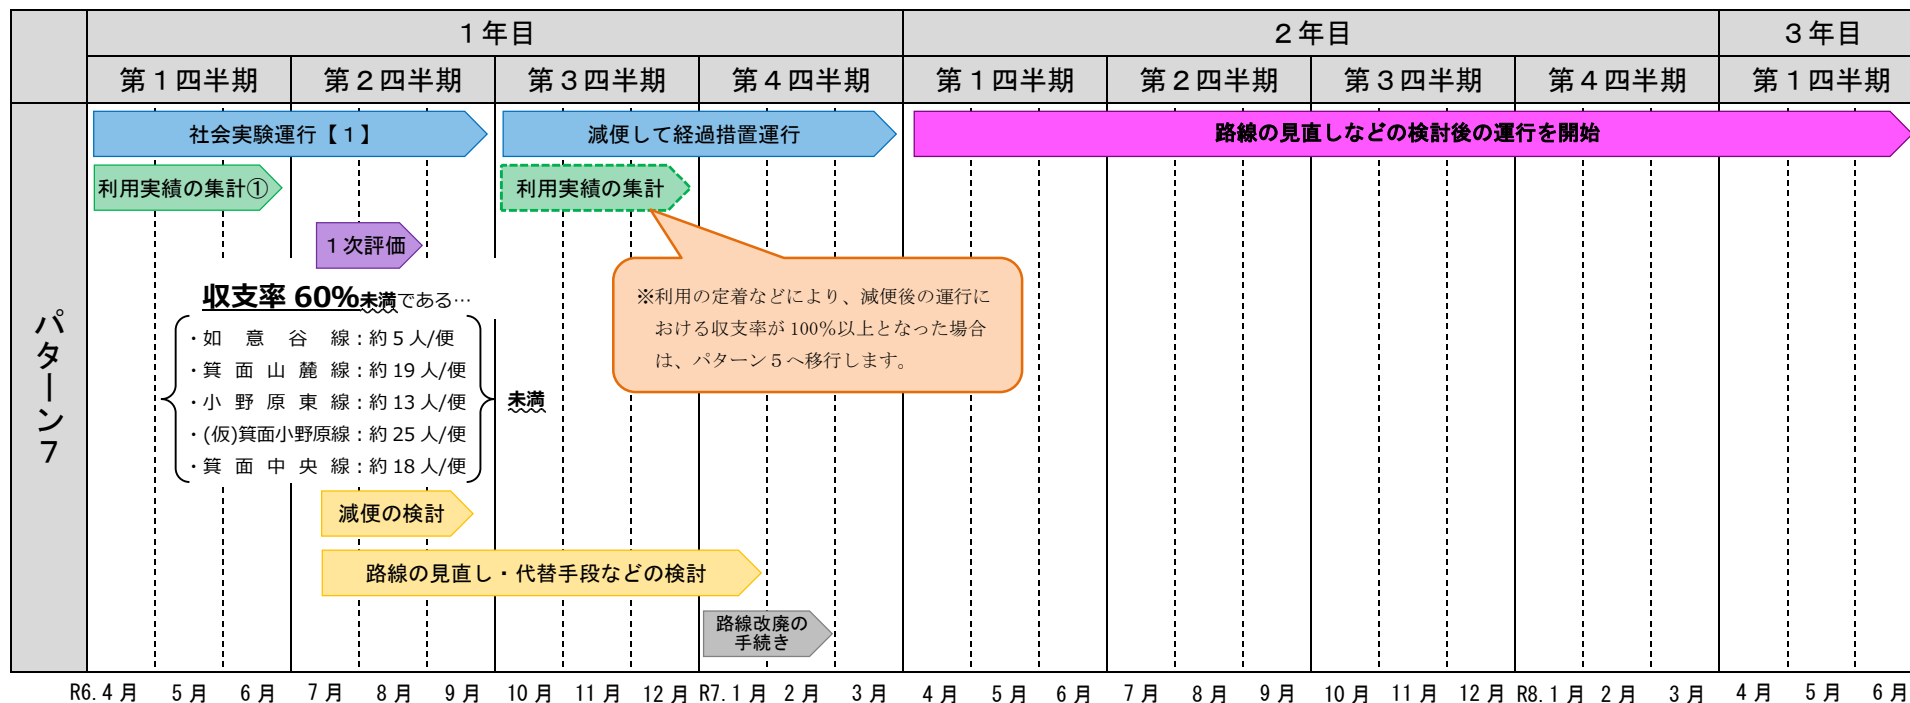 １年目
２年目
３年目
第１四半期
第２四半期
第３四半期
第４四半期
第１四半期
第２四半期
第３四半期
第４四半期
第１四半期
パターン７
社会実験運行【１】
減便して経過措置運行
路線の見直しなどの検討後の運行を開始
利用実績の集計①
利用実績の集計
１次評価
収支率 60%未満である…
・如意谷線：約 5 人/便
・箕面山麓線：約 19 人/便
・小野原東線：約 13 人/便
・(仮)箕面小野原線：約 25 人/便
・箕面中央線：約 18 人/便
未満
※利用の定着などにより、減便後の運行に
おける収支率が 100%以上となった場合
は、パターン５へ移行します。
減便の検討
路線の見直し・代替手段などの検討
路線改廃の
手続き
R6.4月 5月 6月 7月 8月 9月 10月 11月 12月 R7.1月 2月 3月 4月 5月 6月 7月 8月 9月 10月 11月 12月 R8.1月 2月 3月 4月 5月 6月